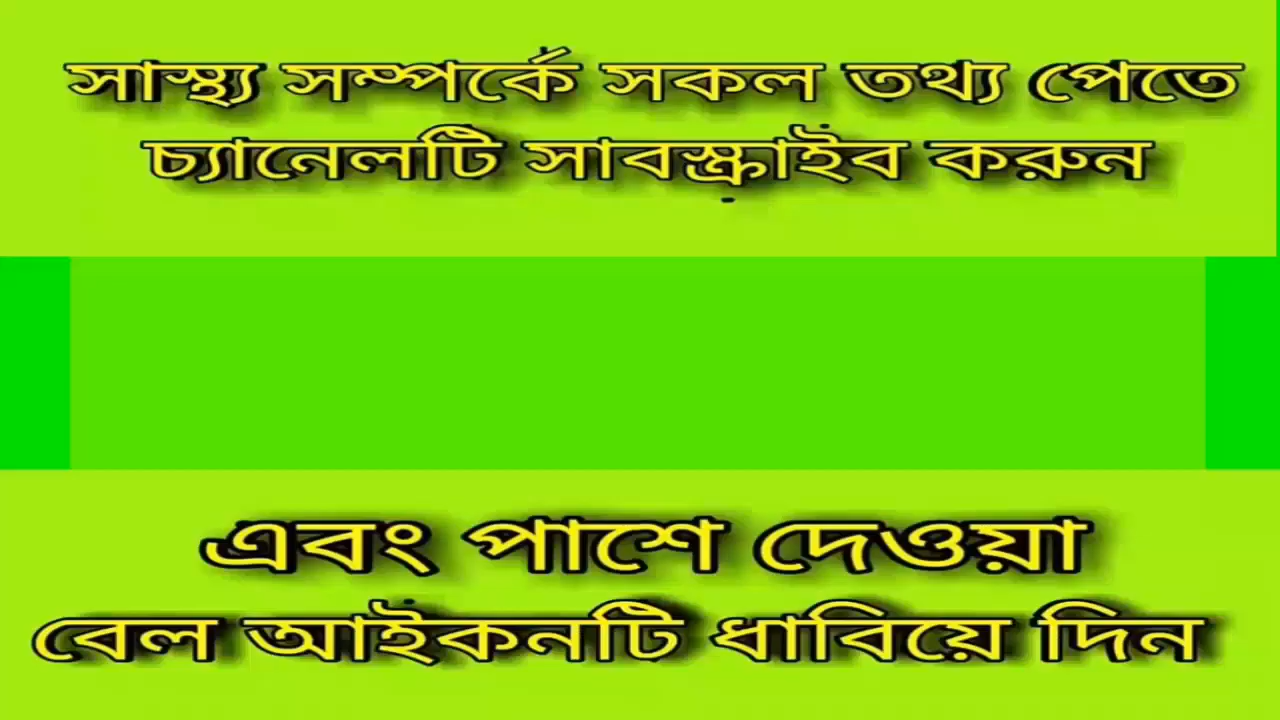 সাস্থ্য সম্পর্কে সকল তথ্য পেতে
চ্যানেলটি সাবস্ক্রাইব করুন
এবং পাশে দেওয়া
বেল আইকনটি ধাবিয়ে দিন